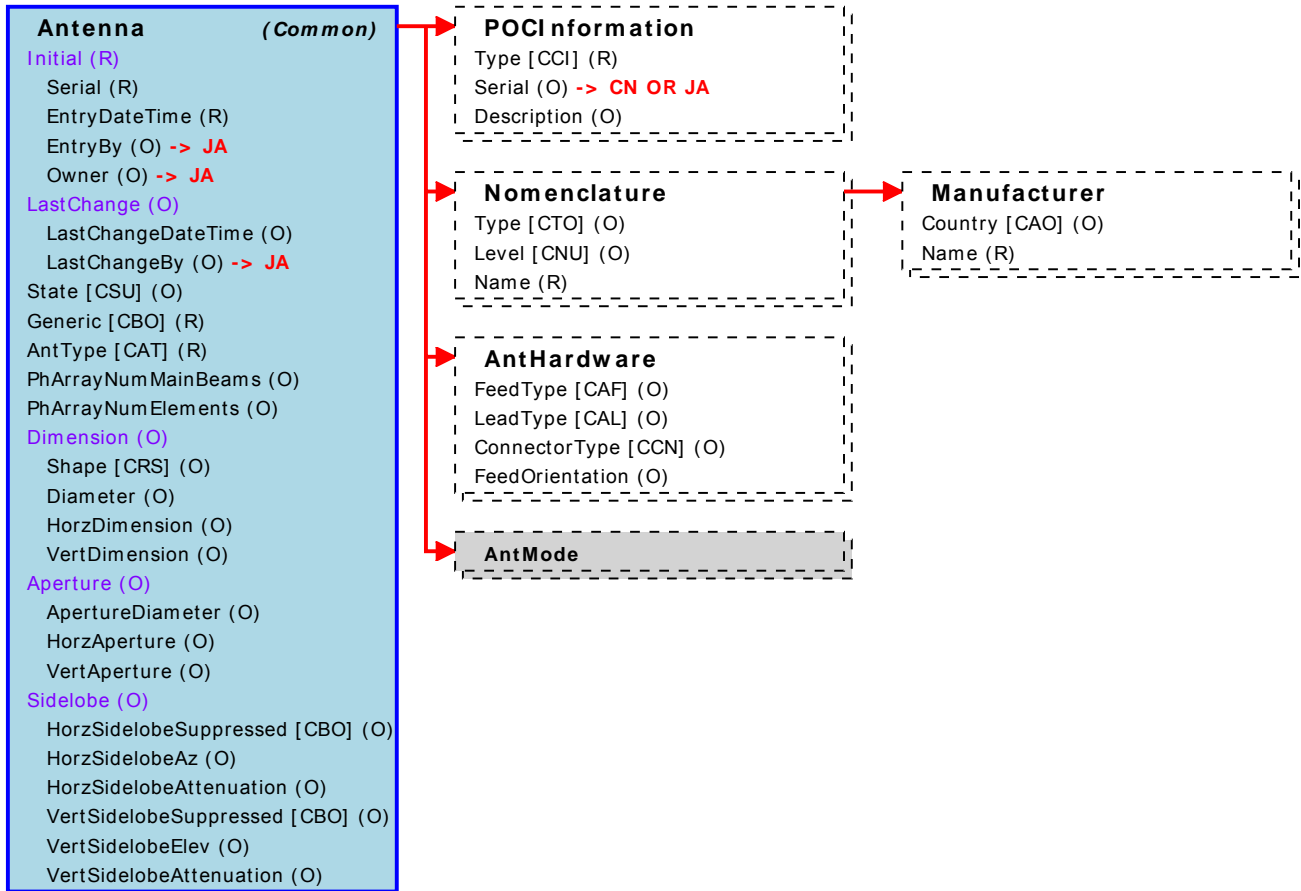 Antenna (Common)
Initial (R)
Serial (R)
EntryDateTime (R)
EntryBy (O) -> JA
Owner (O) -> JA
LastChange (O)
LastChangeDateTime (O)
LastChangeBy (O) -> JA
State [CSU] (O)
Generic [CBO] (R)
AntType [CAT] (R)
PhArrayNumMainBeams (O)
PhArrayNumElements (O)
Dimension (O)
Shape [CRS] (O)
Diameter (O)
HorzDimension (O)
VertDimension (O)
Aperture (O)
ApertureDiameter (O)
HorzAperture (O)
VertAperture (O)
Sidelobe (O)
HorzSidelobeSuppressed [CBO] (O)
HorzSidelobeAz (O)
HorzSidelobeAttenuation (O)
VertSidelobeSuppressed [CBO] (O)
VertSidelobeElev (O)
VertSidelobeAttenuation (O)
POCInformation
Type [CCI] (R)
Serial (O) -> CN OR JA
Description (O)
Nomenclature
Type [CTO] (O)
Level [CNU] (O)
Name (R)
Manufacturer
Country [CAO] (O)
Name (R)
AntHardware
FeedType [CAF] (O)
LeadType [CAL] (O)
ConnectorType [CCN] (O)
FeedOrientation (O)
AntMode